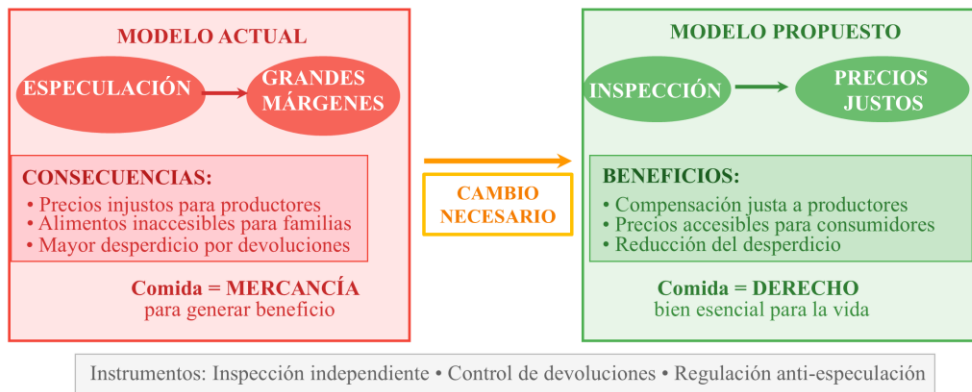 MODELO ACTUAL
ESPECULACIÓN
GRANDES
MÁRGENES
CONSECUENCIAS:
• Precios injustos para productores
• Alimentos inaccesibles para familias
• Mayor desperdicio por devoluciones
Comida = MERCANCÍA
para generar beneficio
CAMBIO
NECESARIO
MODELO PROPUESTO
INSPECCIÓN
PRECIOS
JUSTOS
BENEFICIOS:
• Compensación justa a productores
• Precios accesibles para consumidores
• Reducción del desperdicio
Comida = DERECHO
bien esencial para la vida
Instrumentos: Inspección independiente • Control de devoluciones • Regulación anti-especulación